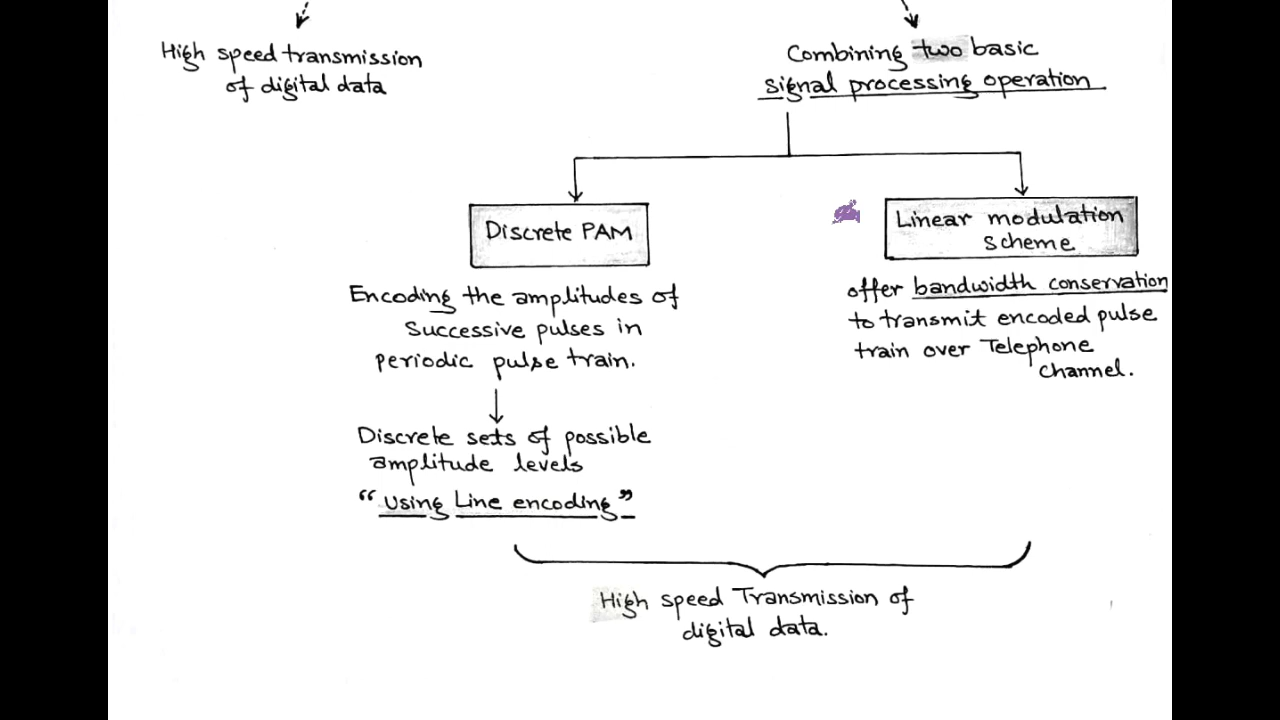 High speed transmission
of digital data
Combining two basic
signal processing operation
Discrete PAM
Linear modulation
scheme
Encoding the amplitudes of
Successive pulses in
periodic pulse train.
offer bandwidth conservation
to transmit encoded pulse
train over Telephone
channel.
Discrete sets of possible
amplitude levels
"Using Line encoding"
High speed Transmission of
digital data.